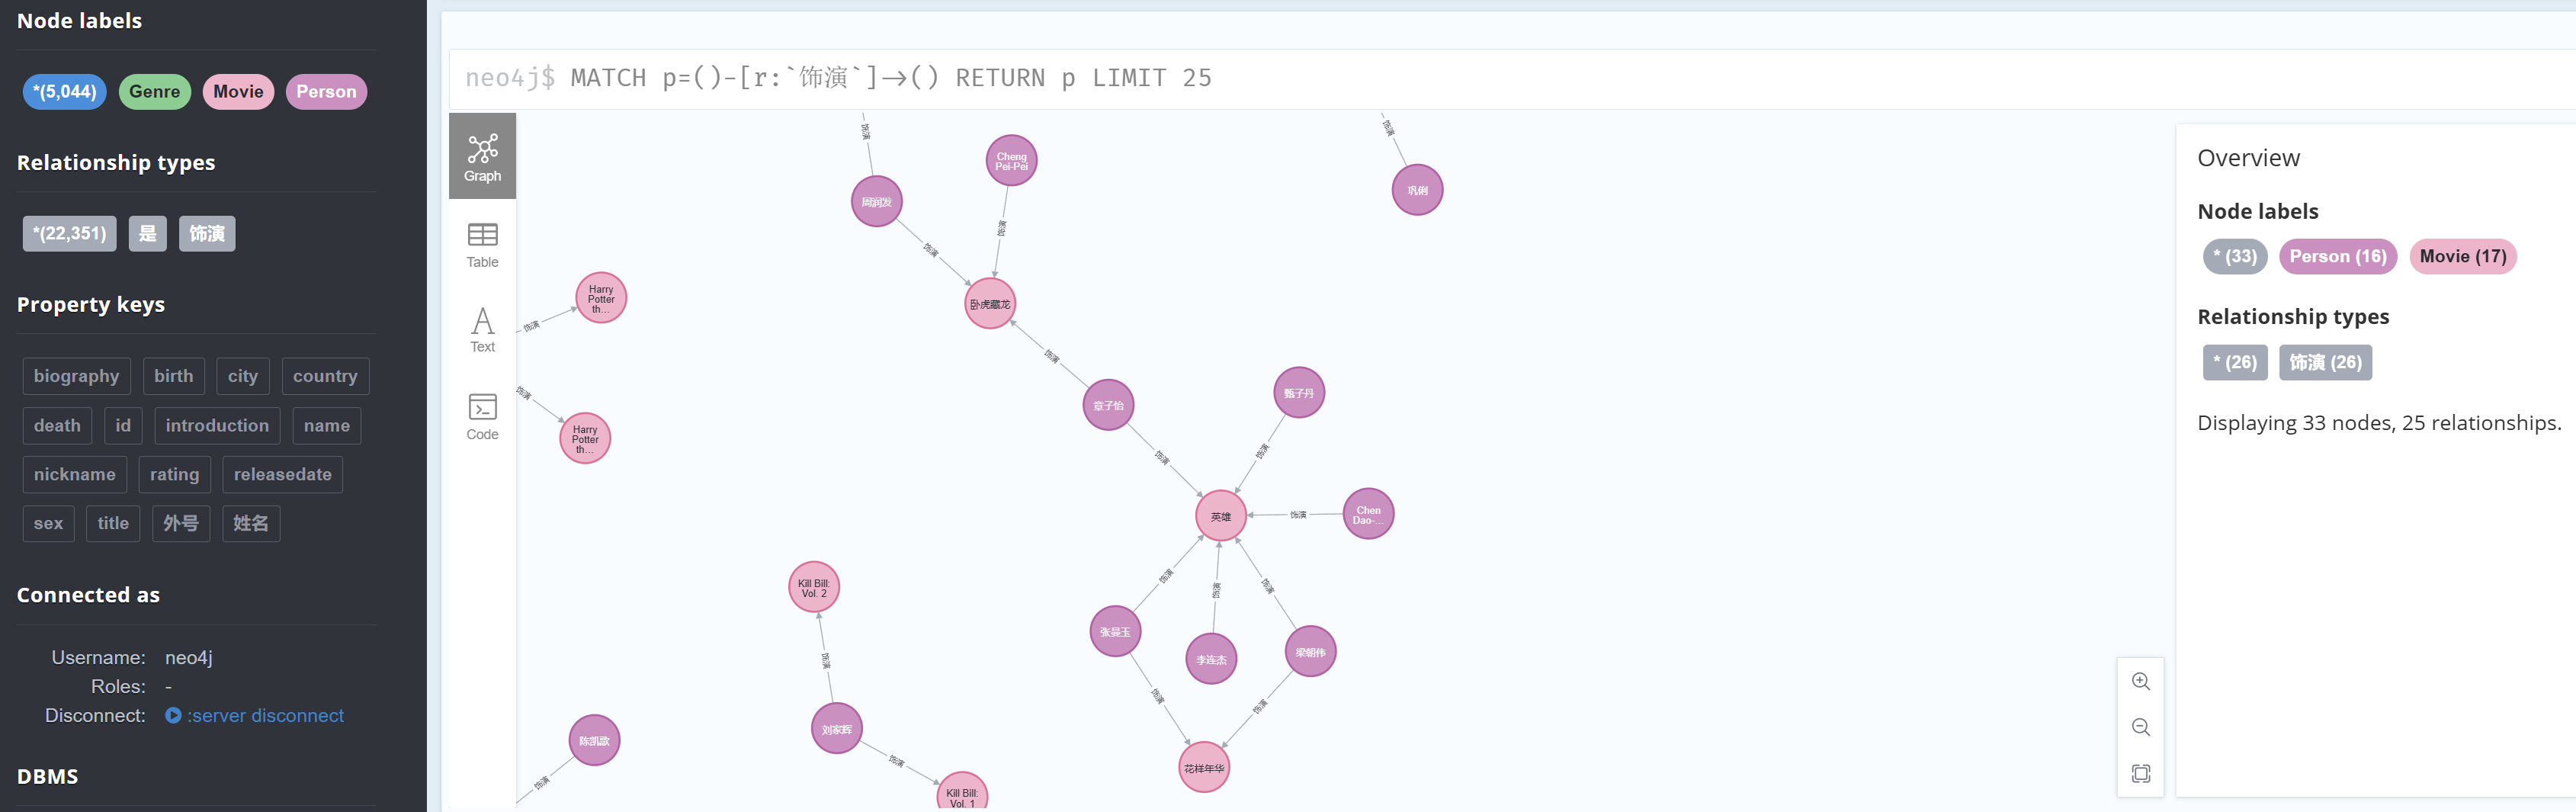 Node labels
*(5,044) Genre Movie Person
Relationship types
*(22,351) 是 饰演
Property keys
biography birth city country
death id introduction name
nickname rating releasedate
sex title 外号 姓名
Connected as
Username: neo4j
Roles: -
Disconnect: :server disconnect
DBMS
neo4j$ MATCH p=()-[r:`饰演`]->() RETURN p LIMIT 25
Graph
Table
Text
Code
饰演
饰演
Cheng
Pei-Pei
周润发
巩俐
饰演
饰演
Harry
Potter
th...
饰演
卧虎藏龙
饰演
饰演
Harry
Potter
th...
章子怡
甄子丹
饰演
饰演
英雄
饰演
Chen
Dao-...
Kill Bill:
Vol. 2
饰演
饰演
饰演
张曼玉
李连杰
梁朝伟
饰演
饰演
饰演
刘家辉
陈凯歌
饰演
饰演
花样年华
Kill Bill:
Vol. 1
Overview
Node labels
* (33) Person (16) Movie (17)
Relationship types
* (26) 饰演 (26)
Displaying 33 nodes, 25 relationships.